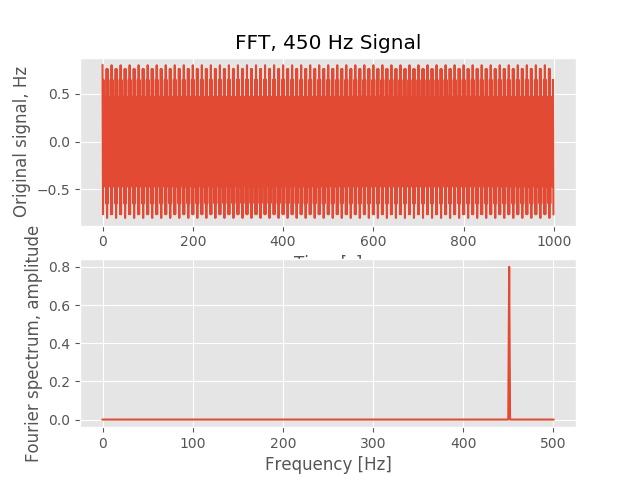 FFT, 450 Hz Signal
Original signal, Hz
0.5
0.0
−0.5
0 200 400 600 800 1000
Fourier spectrum, amplitude
0.8
0.6
0.4
0.2
0.0
0 100 200 300 400 500
Frequency [Hz]